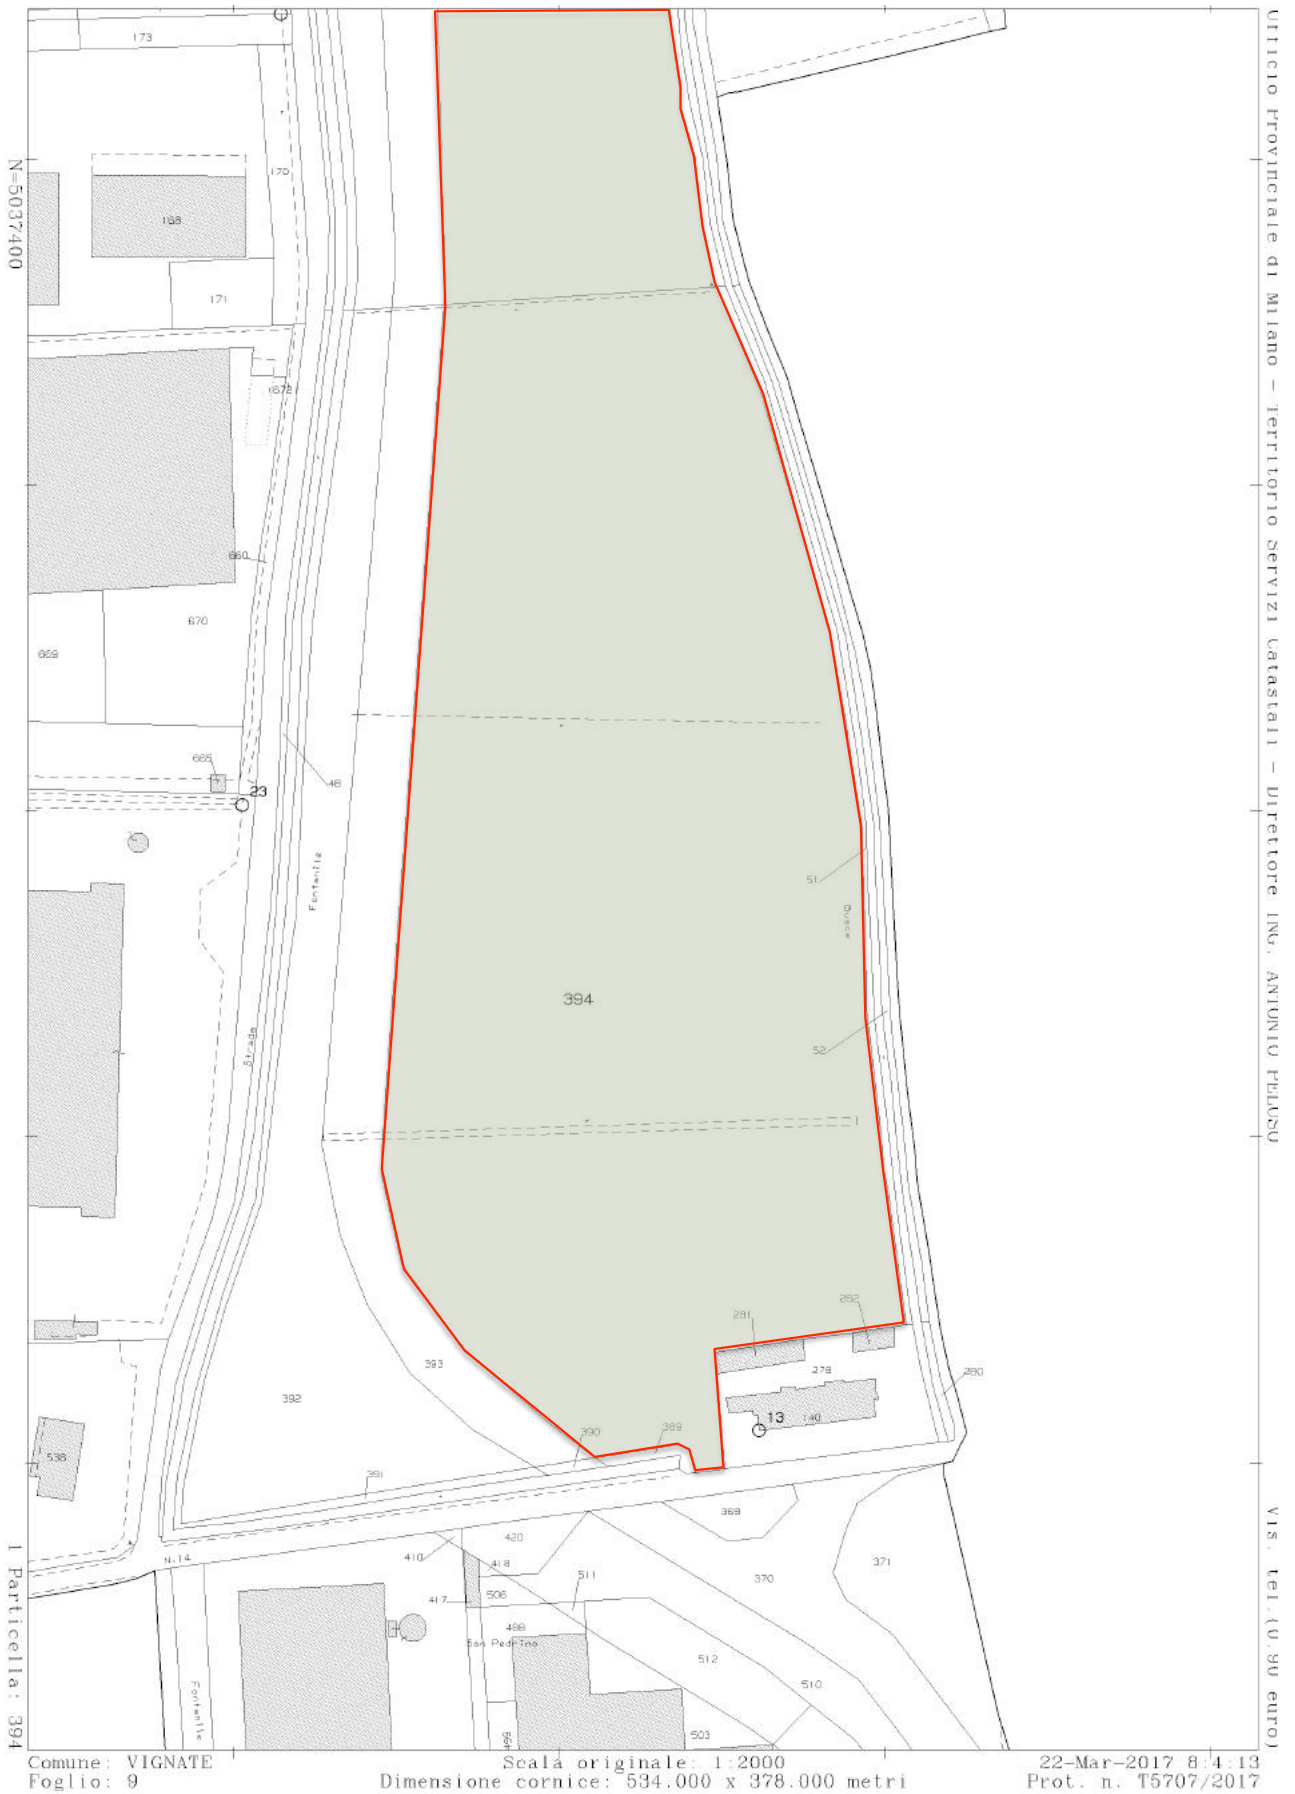 173
170
168
171
1672
N=5037400
Ufficio Provinciale di Milano - Territorio Servizi Catastali - Direttore ING. ANTONIO PELUSO
660
670
669
665
46
23
Fontanile
51
394
52
Strada
281
282
278
393
280
392
140
13
390
389
391
538
369
420
N.14
410
418
371
370
511
417
506
488
San Pedrino
512
510
Fontanile
503
1 Particella: 394
Vis. tel.(0.90 euro)
Comune: VIGNATE
Foglio: 9
Scala originale: 1:2000
Dimensione cornice: 534.000 x 378.000 metri
22-Mar-2017 8:4:13
Prot. n. T5707/2017